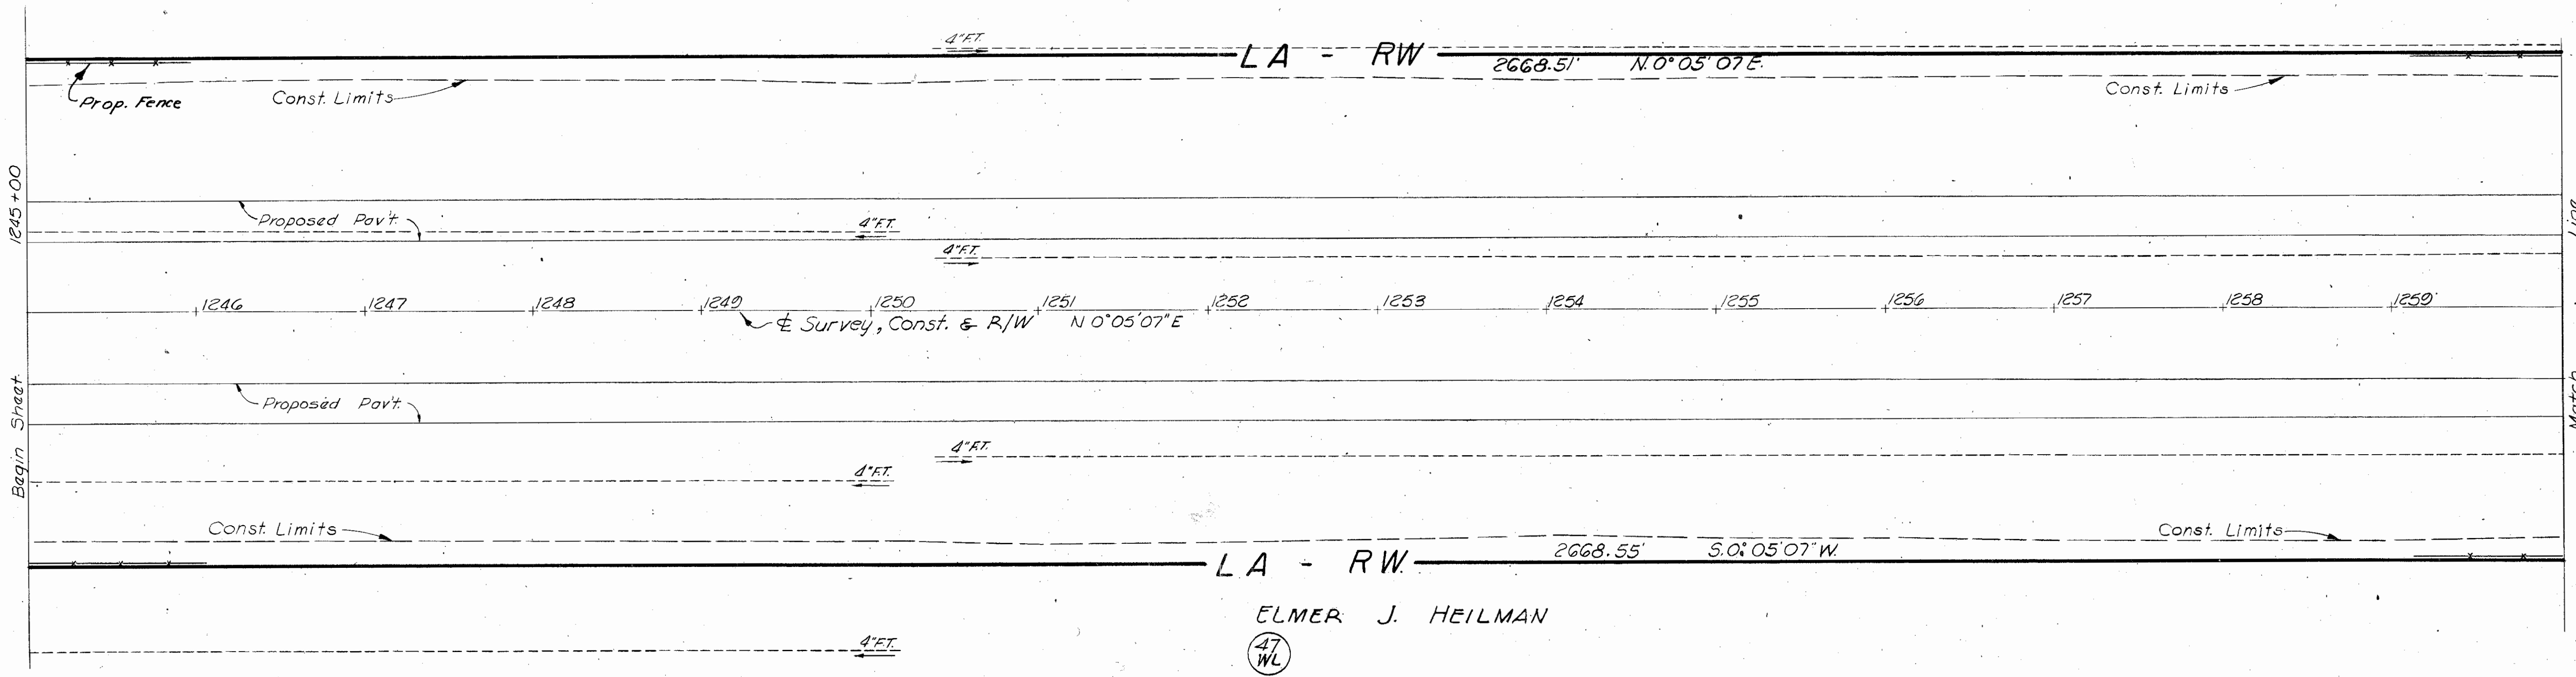 4"F.T.
LA - RW 2668.51' N.0°05'07E.
Prop. Fence
Const. Limits
Const. Limits
1245+00
Proposed Pav't.
4"F.T.
4"F.T.
Line
1246 1247 1248 1249 1250 1251 1252 1253 1254 1255 1256 1257 1258 1259
℄ Survey, Const. & R/W N 0°05'07"E
Begin Sheet
Proposed Pav't.
Match
4"F.T.
4"F.T.
Const. Limits
Const. Limits
2668.55' S.0°05'07"W.
LA - RW.
ELMER J. HEILMAN
47
WL
4"F.T.